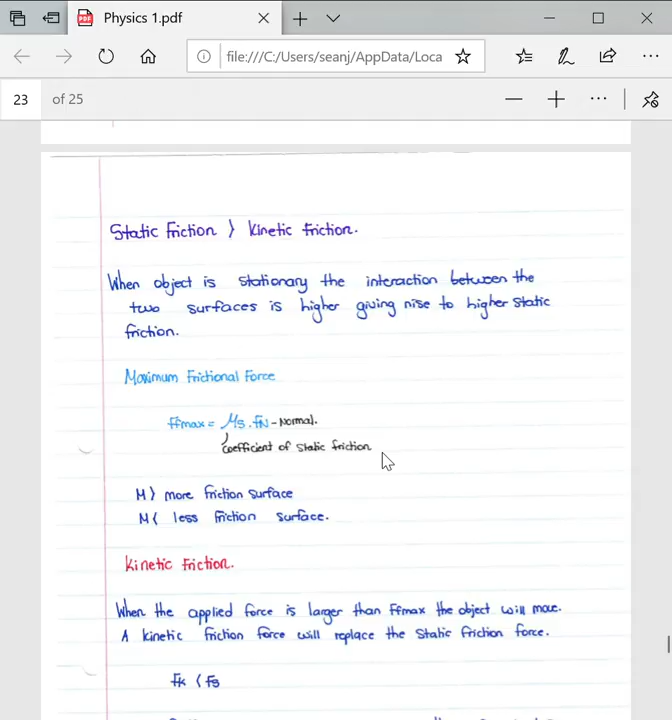 Physics 1.pdf
file:///C:/Users/seanj/AppData/Loca
23 of 25
Static Friction > Kinetic Friction.
When object is stationary the interaction between the
two surfaces is higher giving rise to higher static
friction.
Maximum Frictional Force
Ffmax = μs . FN - Normal.
coefficient of static friction
M > more friction surface
M < less friction surface.
Kinetic Friction.
When the applied force is larger than Ffmax the object will move.
A kinetic friction force will replace the static friction force.
Fk < Fs